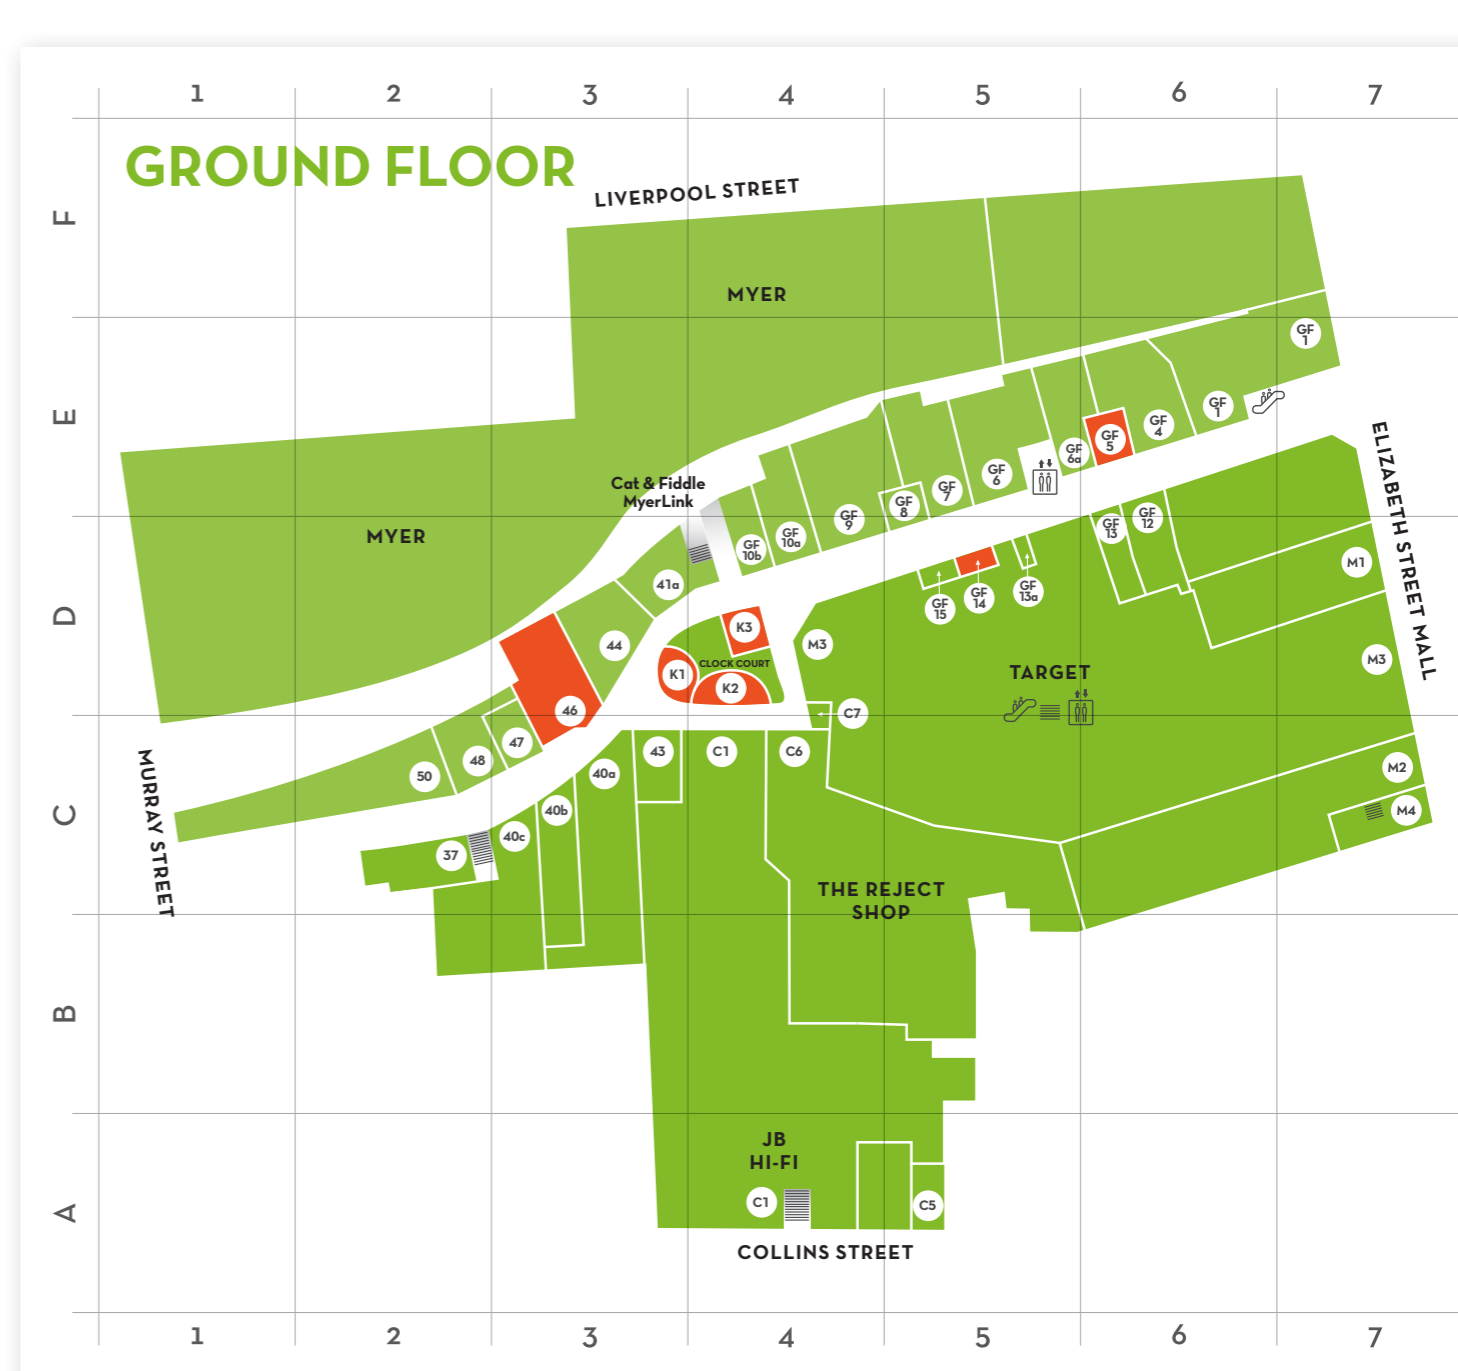 1 2 3 4 5 6 7
GROUND FLOOR
LIVERPOOL STREET
F
MYER
GF
1
E
GF
1
GF
4
GF
5
GF
6a
GF
6
GF
7
GF
8
GF
9
Cat & Fiddle
MyerLink
ELIZABETH STREET MALL
MYER
GF
10b
GF
10a
GF
13
GF
12
M1
41a
GF
15
GF
14
GF
13a
D
44
K3
M3
CLOCK COURT
K1
K2
TARGET
M3
46
C7
47
48
50
40a
43
C1
C6
M2
MURRAY STREET
C
40b
40c
37
M4
THE REJECT
SHOP
B
JB
HI-FI
C1
C5
A
COLLINS STREET
1 2 3 4 5 6 7